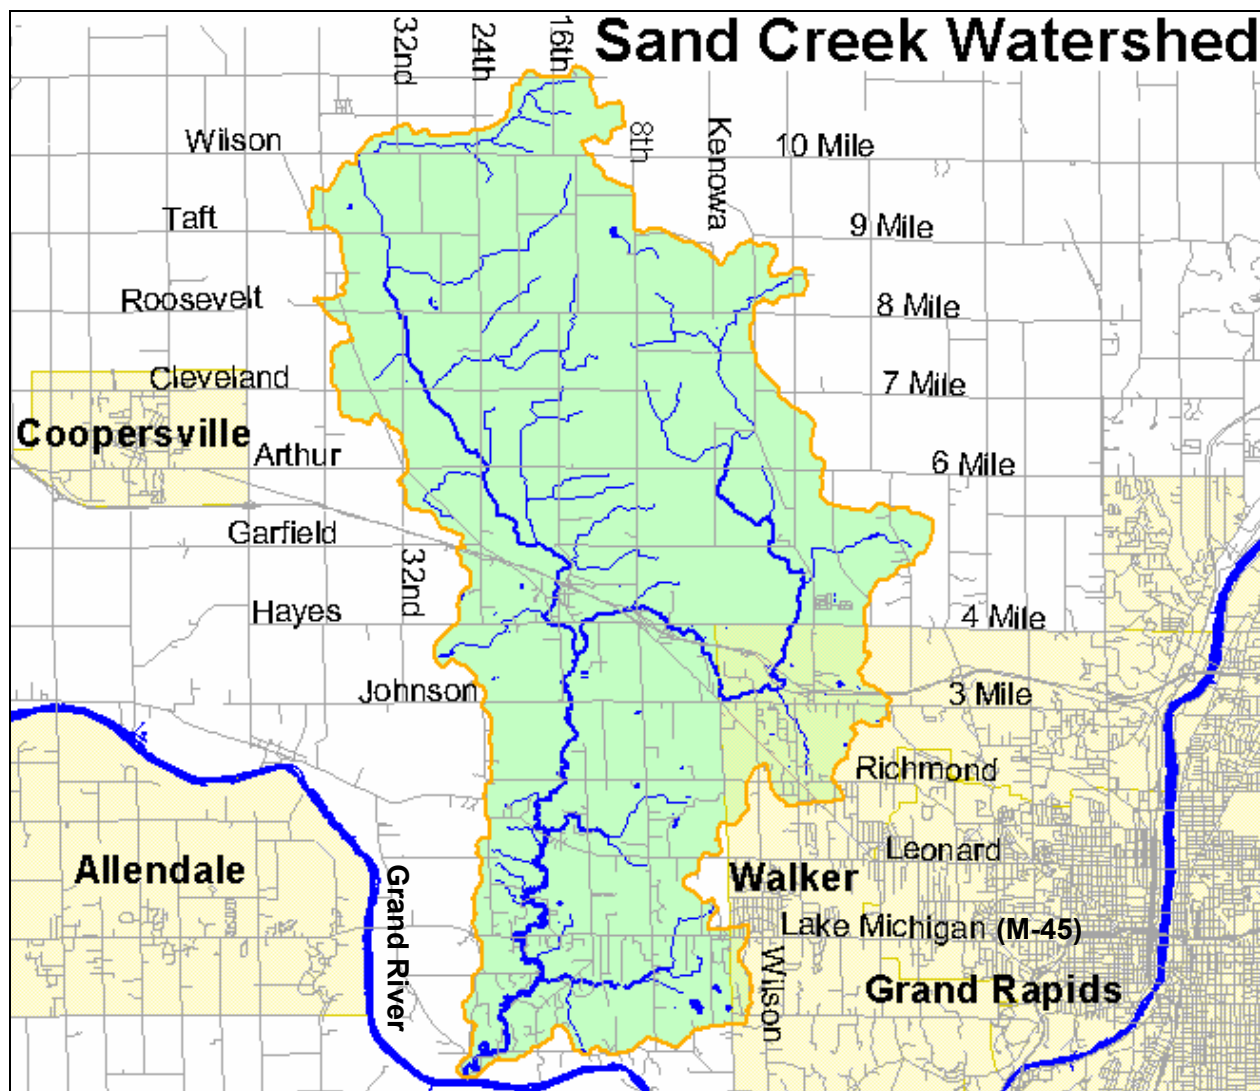 Sand Creek Watershed
32nd
24th
16th
8th
Kenowa
Wilson
10 Mile
Taft
9 Mile
Roosevelt
8 Mile
Cleveland
7 Mile
Coopersville
Arthur
6 Mile
Garfield
32nd
Hayes
4 Mile
Johnson
3 Mile
Richmond
Leonard
Allendale
Walker
Grand River
Lake Michigan (M-45)
Wilson
Grand Rapids